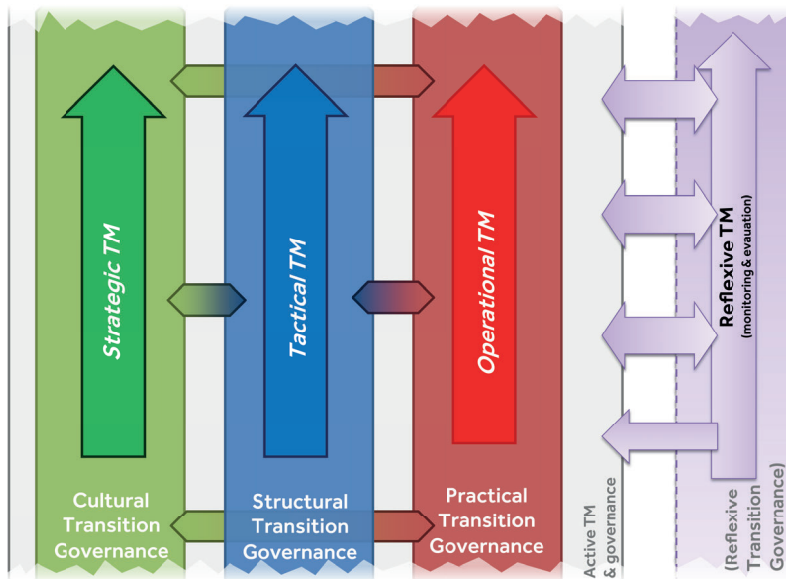 Strategic TM
Tactical TM
Operational TM
Reflexive TM
(monitoring & evauation)
Cultural
Transition
Governance
Structural
Transition
Governance
Practical
Transition
Governance
Active TM
& governance
(Reflexive
Transition
Governance)